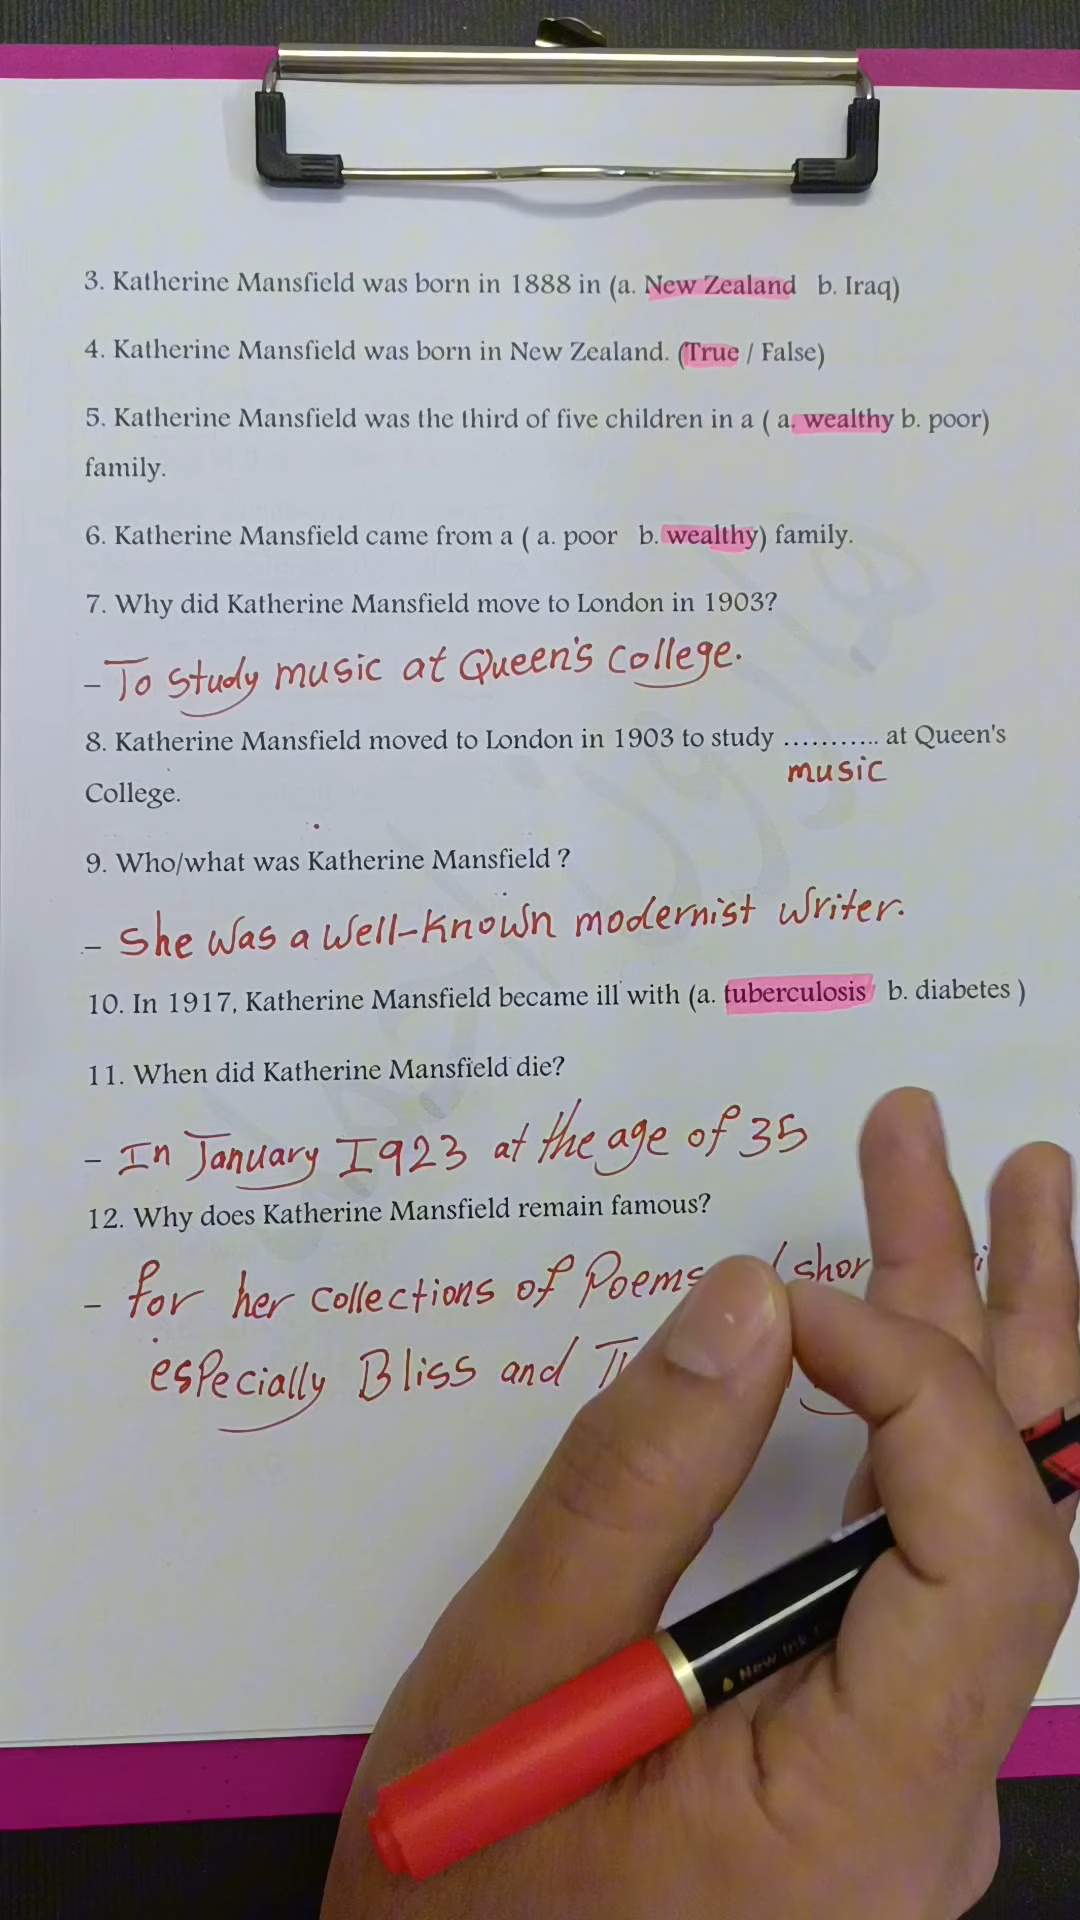 3. Katherine Mansfield was born in 1888 in (a. New Zealand b. Iraq)
4. Katherine Mansfield was born in New Zealand. (True / False)
5. Katherine Mansfield was the third of five children in a ( a. wealthy b. poor)
family.
6. Katherine Mansfield came from a ( a. poor b. wealthy) family.
7. Why did Katherine Mansfield move to London in 1903?
- To study music at Queen's college.
8. Katherine Mansfield moved to London in 1903 to study ........... at Queen's
music
College.
9. Who/what was Katherine Mansfield ?
- She was a well-known modernist writer.
10. In 1917, Katherine Mansfield became ill with (a. tuberculosis b. diabetes )
11. When did Katherine Mansfield die?
- In January 1923 at the age of 35
12. Why does Katherine Mansfield remain famous?
- for her collections of Poems
especially Bliss and
New Ink